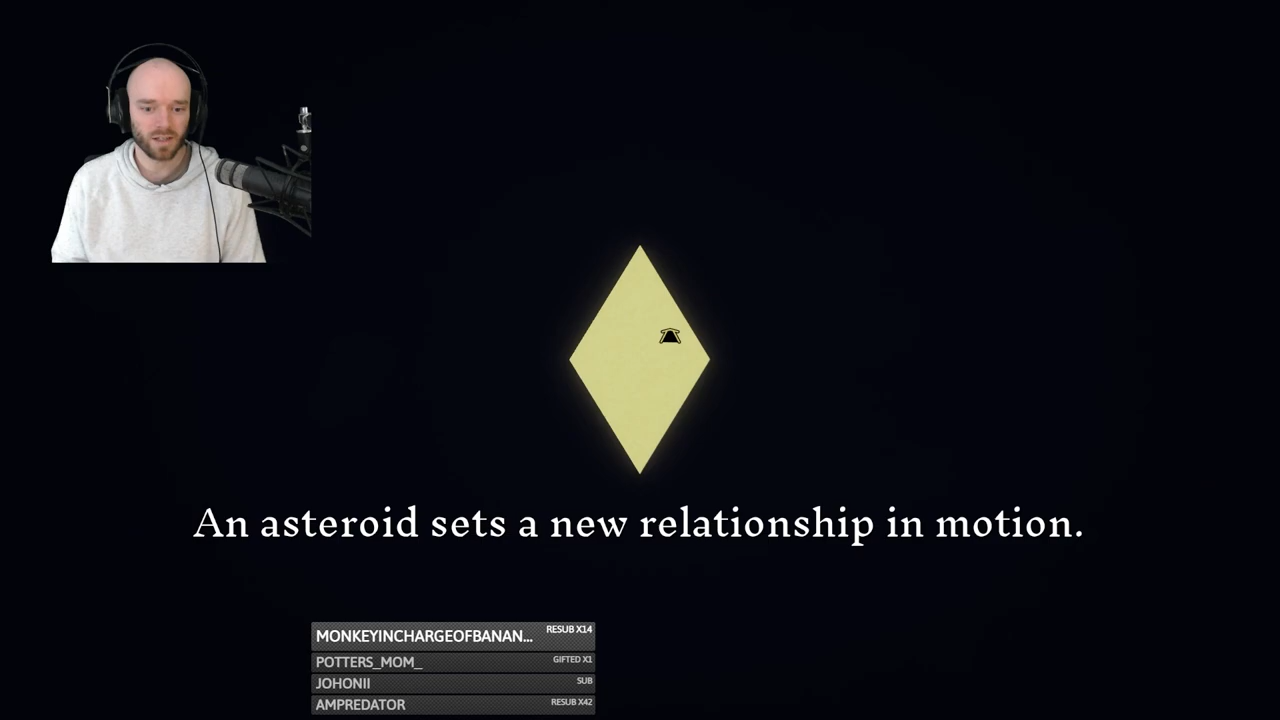 An asteroid sets a new relationship in motion.
MONKEYINCHARGEOFBANAN... RESUB X14
POTTERS_MOM_ GIFTED X1
JOHONII SUB
AMPREDATOR RESUB X42